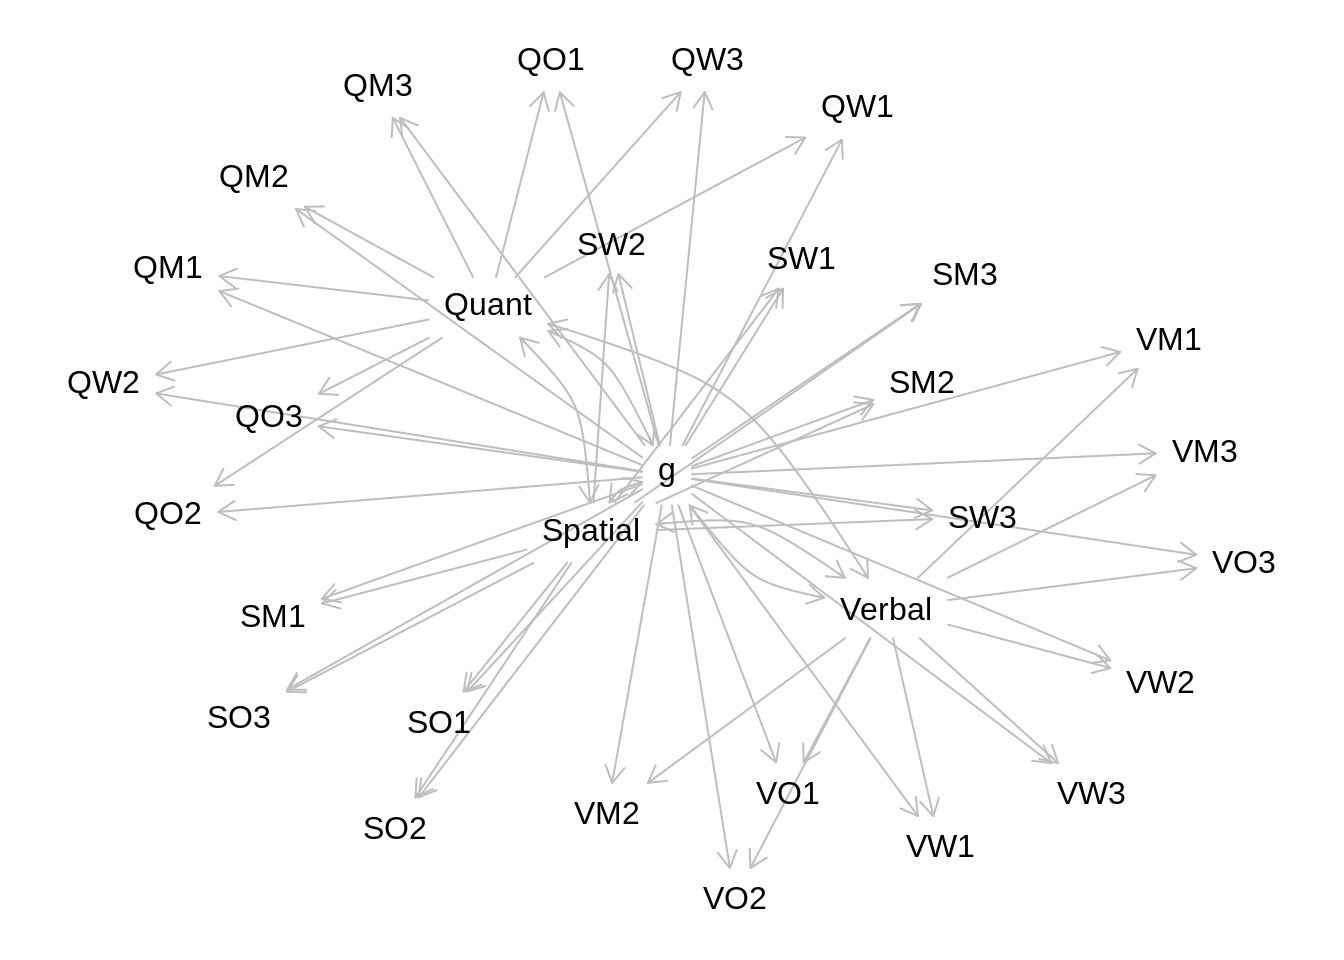 QO1
QW3
QM3
QW1
QM2
SW2
SW1
QM1
SM3
Quant
VM1
QW2
SM2
QO3
VM3
g
QO2
SW3
Spatial
VO3
Verbal
SM1
VW2
SO3
SO1
VO1
VW3
VM2
SO2
VW1
VO2